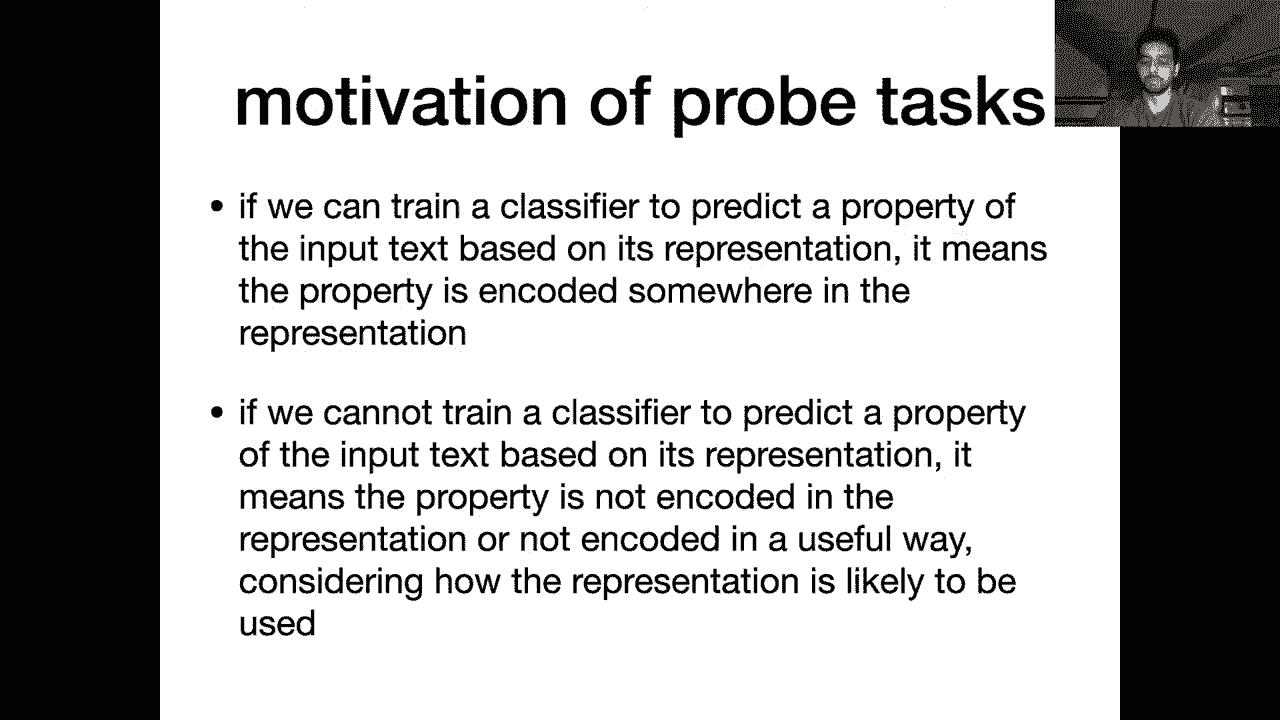 motivation of probe tasks
• if we can train a classifier to predict a property of
the input text based on its representation, it means
the property is encoded somewhere in the
representation
• if we cannot train a classifier to predict a property
of the input text based on its representation, it
means the property is not encoded in the
representation or not encoded in a useful way,
considering how the representation is likely to be
used